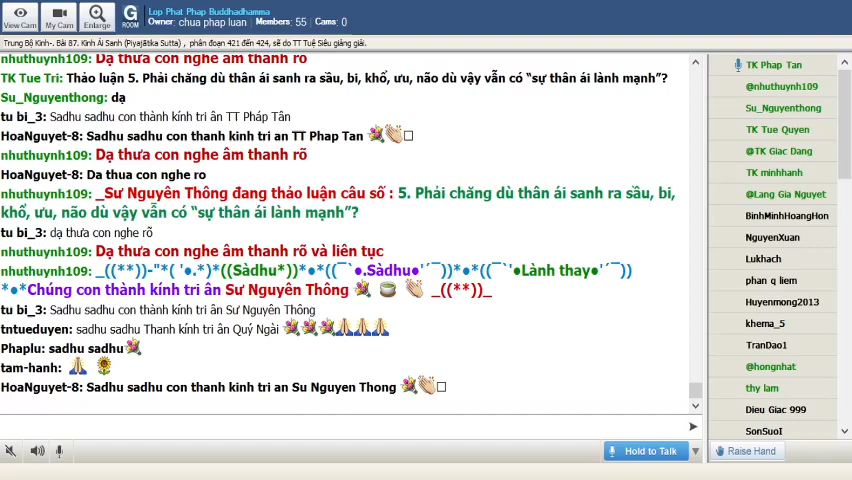 Lop Phat Phap Buddhadhamma
Owner: chua phap luan Members: 55 Cams: 0
View Cam
My Cam
Enlarge
G
ROOM
Trung Bộ Kinh-. Bài 87. Kinh Ái Sanh (Piyajātika Sutta) , phân đoạn 421 đến 424, sẽ do TT Tuệ Siêu giảng giải.
nhuthuynh109: Dạ thưa con nghe âm thanh rõ
TK Tue Tri: Thảo luận 5. Phải chăng dù thân ái sanh ra sầu, bi, khổ, ưu, não dù vậy vẫn có “sự thân ái lành mạnh”?
Su_Nguyenthong: dạ
tu bi_3: Sadhu sadhu con thành kính tri ân TT Pháp Tân
HoaNguyet-8: Sadhu sadhu con thanh kinh tri an TT Phap Tan
nhuthuynh109: Dạ thưa con nghe âm thanh rõ
HoaNguyet-8: Da thua con nghe ro
nhuthuynh109: _Sư Nguyên Thông đang thảo luận câu số : 5. Phải chăng dù thân ái sanh ra sầu, bi,
khổ, ưu, não dù vậy vẫn có “sự thân ái lành mạnh”?
tu bi_3: dạ thưa con nghe rõ
nhuthuynh109: Dạ thưa con nghe âm thanh rõ và liên tục
nhuthuynh109: _((**))-"*( '●.*)*((Sàdhu*))*●*((¯`●.Sàdhu●'´¯))*●*((¯`'●Lành thay●'´¯))
*●*Chúng con thành kính tri ân Sư Nguyên Thông _((**))_
tu bi_3: Sadhu sadhu con thành kính tri ân Sư Nguyên Thông
tntueduyen: sadhu sadhu Thanh kính tri ân Quý Ngài
Phaplu: sadhu sadhu
tam-hanh:
HoaNguyet-8: Sadhu sadhu con thanh kinh tri an Su Nguyen Thong
Hold to Talk
TK Phap Tan
@nhuthuynh109
Su_Nguyenthong
TK Tue Quyen
@TK Giac Dang
TK minhhanh
@Lang Gia Nguyet
BinhMinhHoangHon
NguyenXuan
Lukhach
phan q liem
Huyenmong2013
khema_5
TranDao1
@hongnhat
thy lam
Dieu Giac 999
SonSuoI
Raise Hand